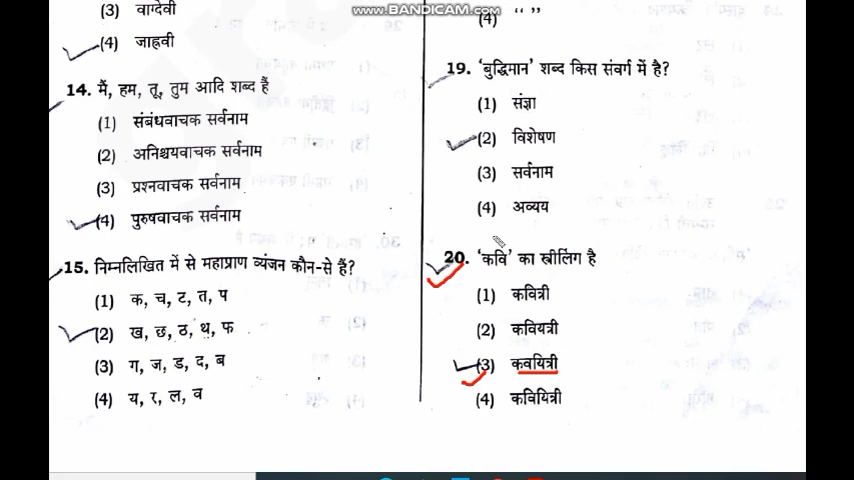 WWW.BANDICAM.COM
(3) वाग्देवी
(4) जाह्नवी
14. मैं, हम, तू, तुम आदि शब्द हैं
(1) संबंधवाचक सर्वनाम
(2) अनिश्चयवाचक सर्वनाम
(3) प्रश्नवाचक सर्वनाम
(4) पुरुषवाचक सर्वनाम
15. निम्नलिखित में से महाप्राण व्यंजन कौन-से हैं?
(1) क, च, ट, त, प
(2) ख, छ, ठ, थ, फ
(3) ग, ज, ड, द, ब
(4) य, र, ल, व
(4) “ ”
19. ‘बुद्धिमान’ शब्द किस संवर्ग में है?
(1) संज्ञा
(2) विशेषण
(3) सर्वनाम
(4) अव्यय
20. ‘कवि’ का स्त्रीलिंग है
(1) कवित्री
(2) कवियत्री
(3) कवयित्री
(4) कवियित्री